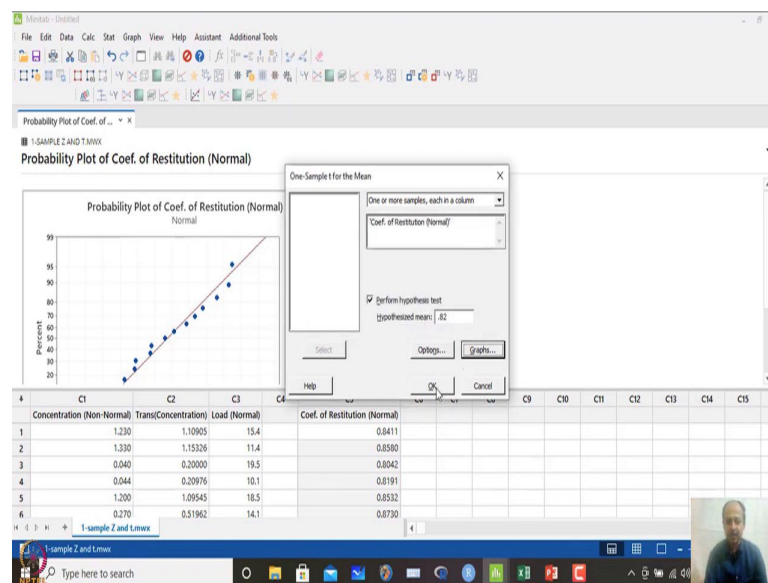 Minitab - Untitled
File Edit Data Calc Stat Graph View Help Assistant Additional Tools
Probability Plot of Coef. of ...
1-SAMPLE Z AND T.MWX
Probability Plot of Coef. of Restitution (Normal)
Probability Plot of Coef. of Restitution (Normal)
Normal
99
95
90
80
70
60
50
40
30
20
Percent
One-Sample t for the Mean
One or more samples, each in a column
'Coef. of Restitution (Normal)'
Perform hypothesis test
Hypothesized mean: .82
Select
Options...
Graphs...
Help
OK
Cancel
C1 C2 C3 C4 C9 C10 C11 C12 C13 C14 C15
Concentration (Non-Normal) Trans(Concentration) Load (Normal) Coef. of Restitution (Normal)
1 1.230 1.10905 15.4 0.8411
2 1.330 1.15326 11.4 0.8580
3 0.040 0.20000 19.5 0.8042
4 0.044 0.20976 10.1 0.8191
5 1.200 1.09545 18.5 0.8532
6 0.270 0.51962 14.1 0.8730
1-sample Z and t.mwx
1-sample Z and t.mwx
NPTEL
Type here to search